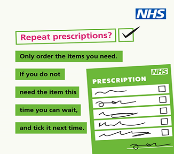 NHS
Repeat prescriptions?
Only order the items you need.
If you do not
need the item this
time you can wait,
and tick it next time.
NHS
PRESCRIPTION